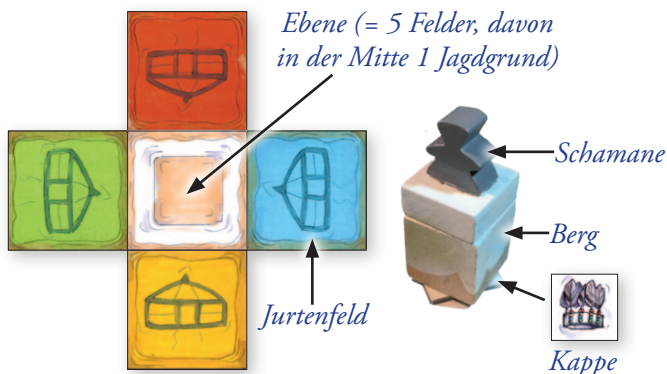 Ebene (= 5 Felder, davon
in der Mitte 1 Jagdgrund)
Schamane
Berg
Jurtenfeld
Kappe